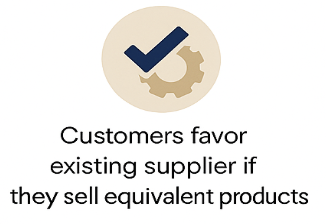 Customers favor
existing supplier if
they sell equivalent products